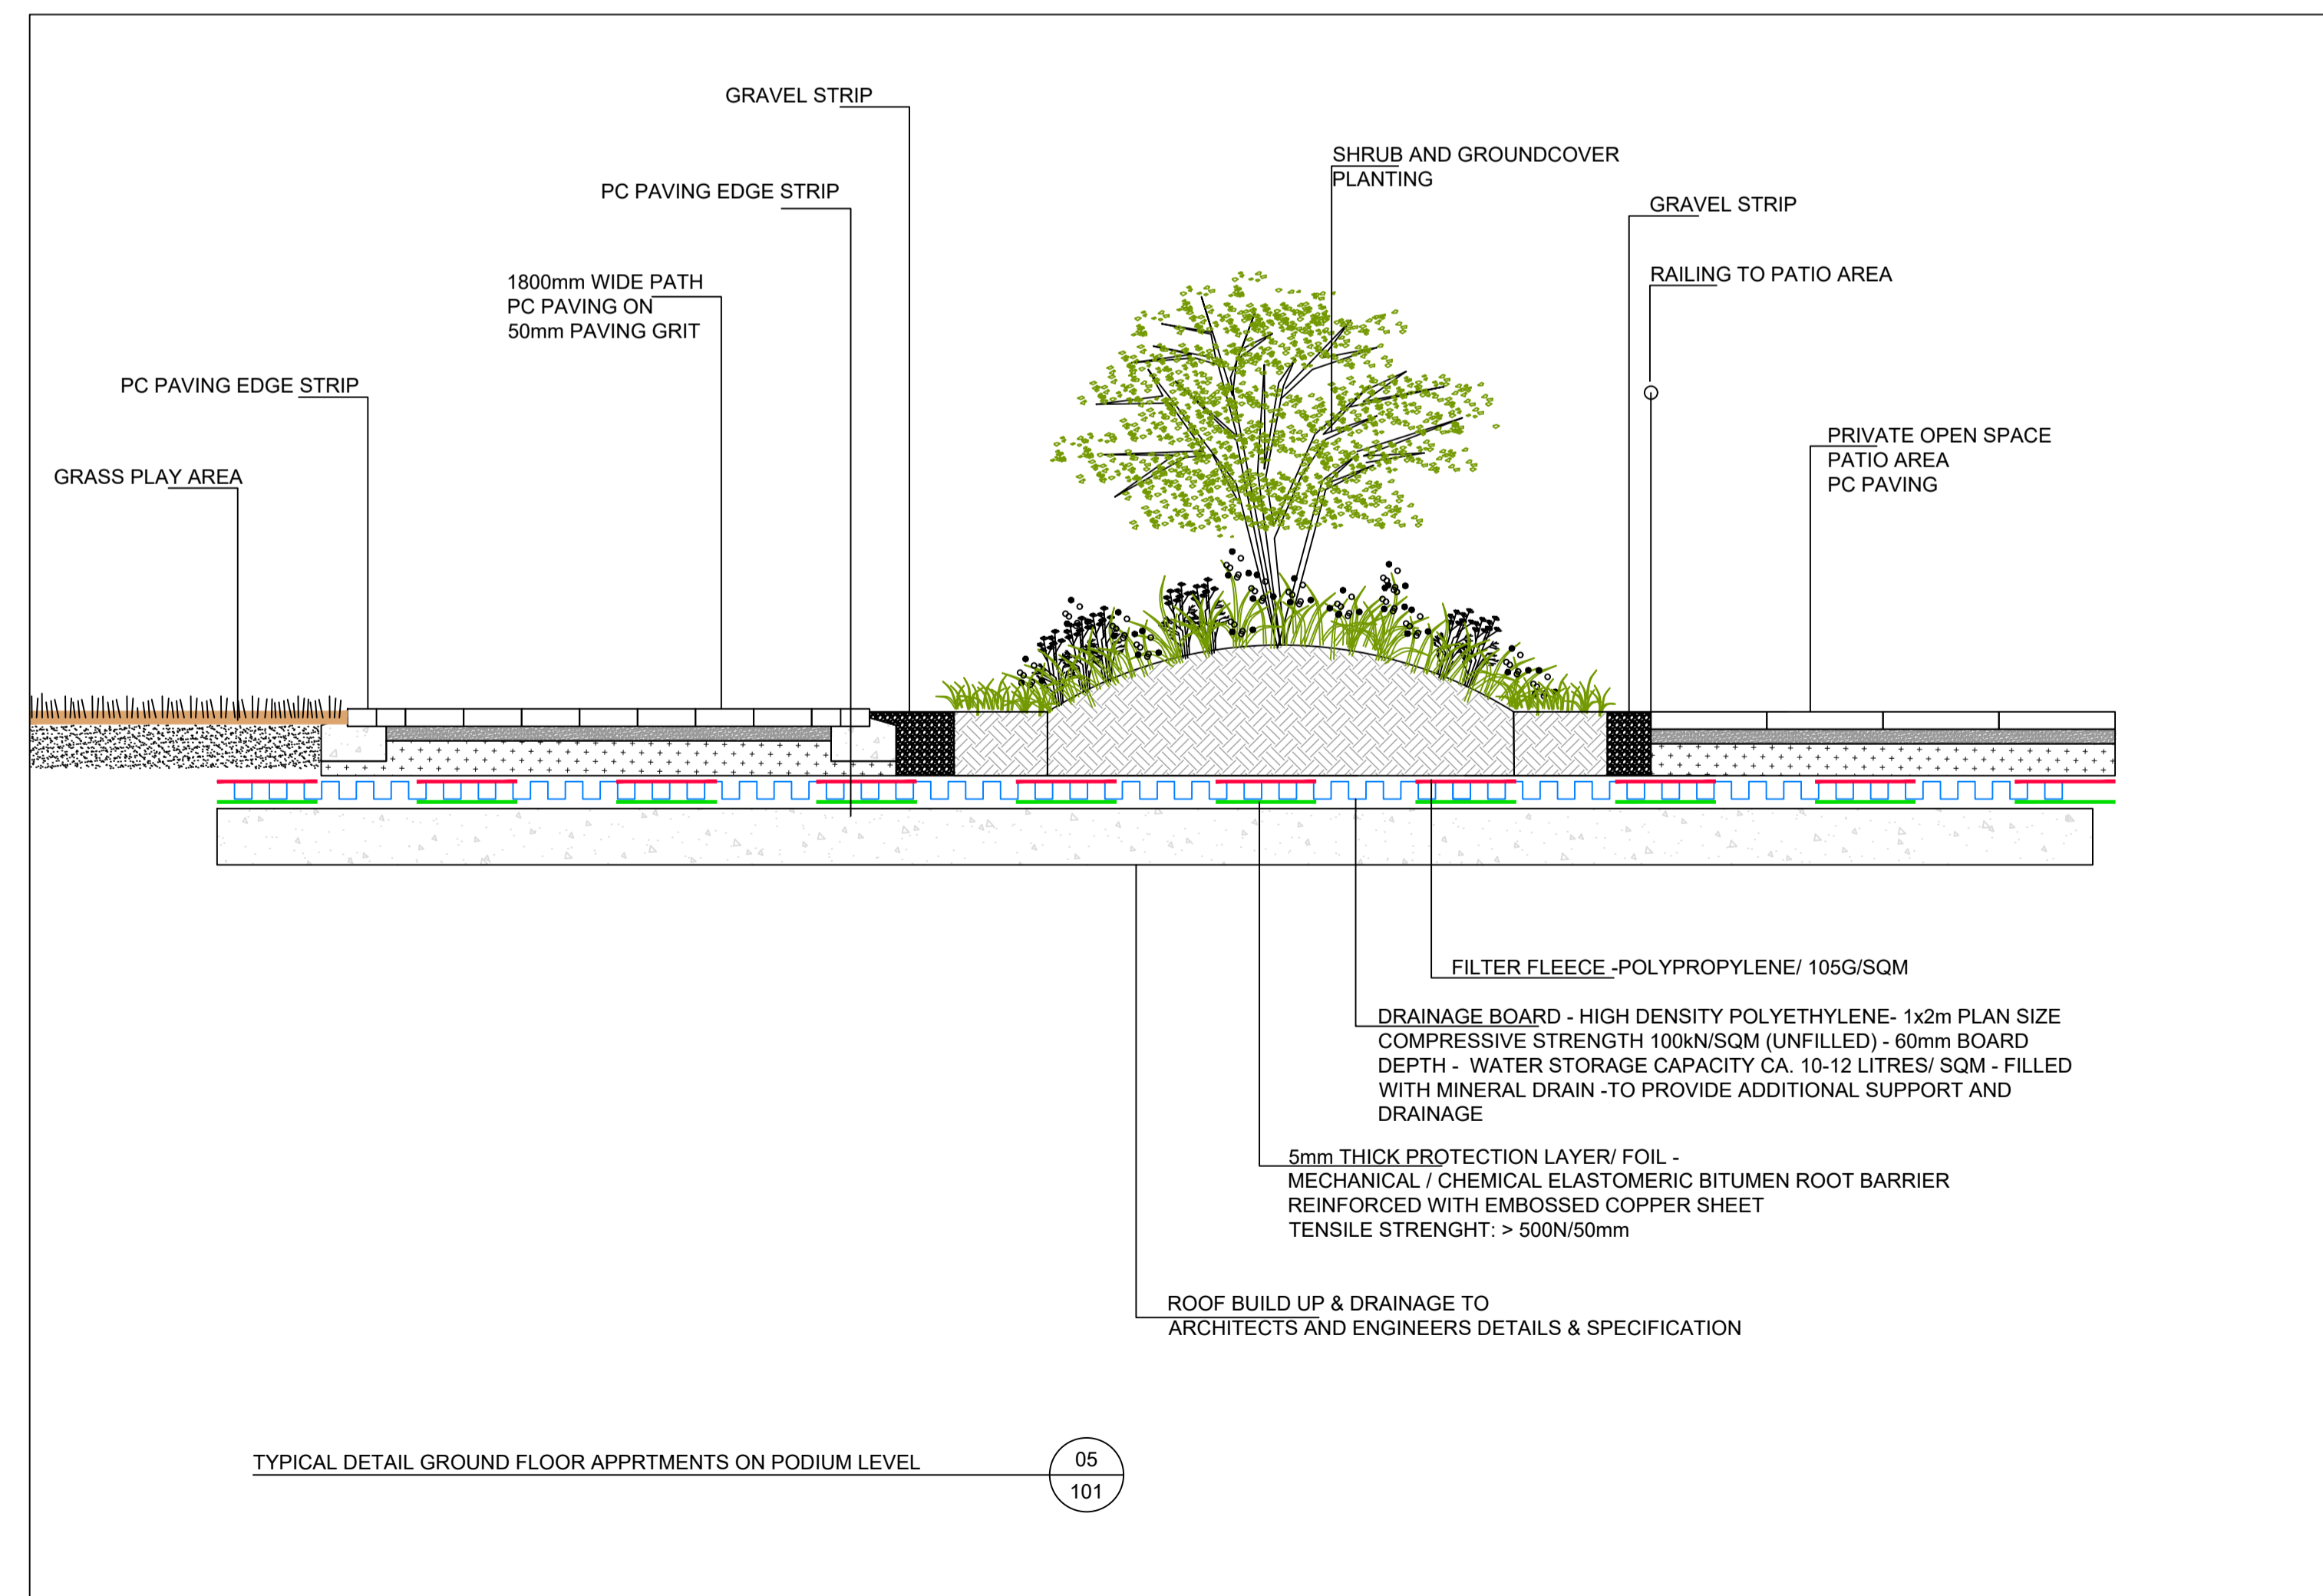 GRAVEL STRIP
SHRUB AND GROUNDCOVER
PLANTING
PC PAVING EDGE STRIP
GRAVEL STRIP
1800mm WIDE PATH
PC PAVING ON
50mm PAVING GRIT
RAILING TO PATIO AREA
PC PAVING EDGE STRIP
PRIVATE OPEN SPACE
PATIO AREA
PC PAVING
GRASS PLAY AREA
FILTER FLEECE -POLYPROPYLENE/ 105G/SQM
DRAINAGE BOARD - HIGH DENSITY POLYETHYLENE- 1x2m PLAN SIZE
COMPRESSIVE STRENGTH 100kN/SQM (UNFILLED) - 60mm BOARD
DEPTH - WATER STORAGE CAPACITY CA. 10-12 LITRES/ SQM - FILLED
WITH MINERAL DRAIN -TO PROVIDE ADDITIONAL SUPPORT AND
DRAINAGE
5mm THICK PROTECTION LAYER/ FOIL -
MECHANICAL / CHEMICAL ELASTOMERIC BITUMEN ROOT BARRIER
REINFORCED WITH EMBOSSED COPPER SHEET
TENSILE STRENGHT: > 500N/50mm
ROOF BUILD UP & DRAINAGE TO
ARCHITECTS AND ENGINEERS DETAILS & SPECIFICATION
TYPICAL DETAIL GROUND FLOOR APPRTMENTS ON PODIUM LEVEL
05
101